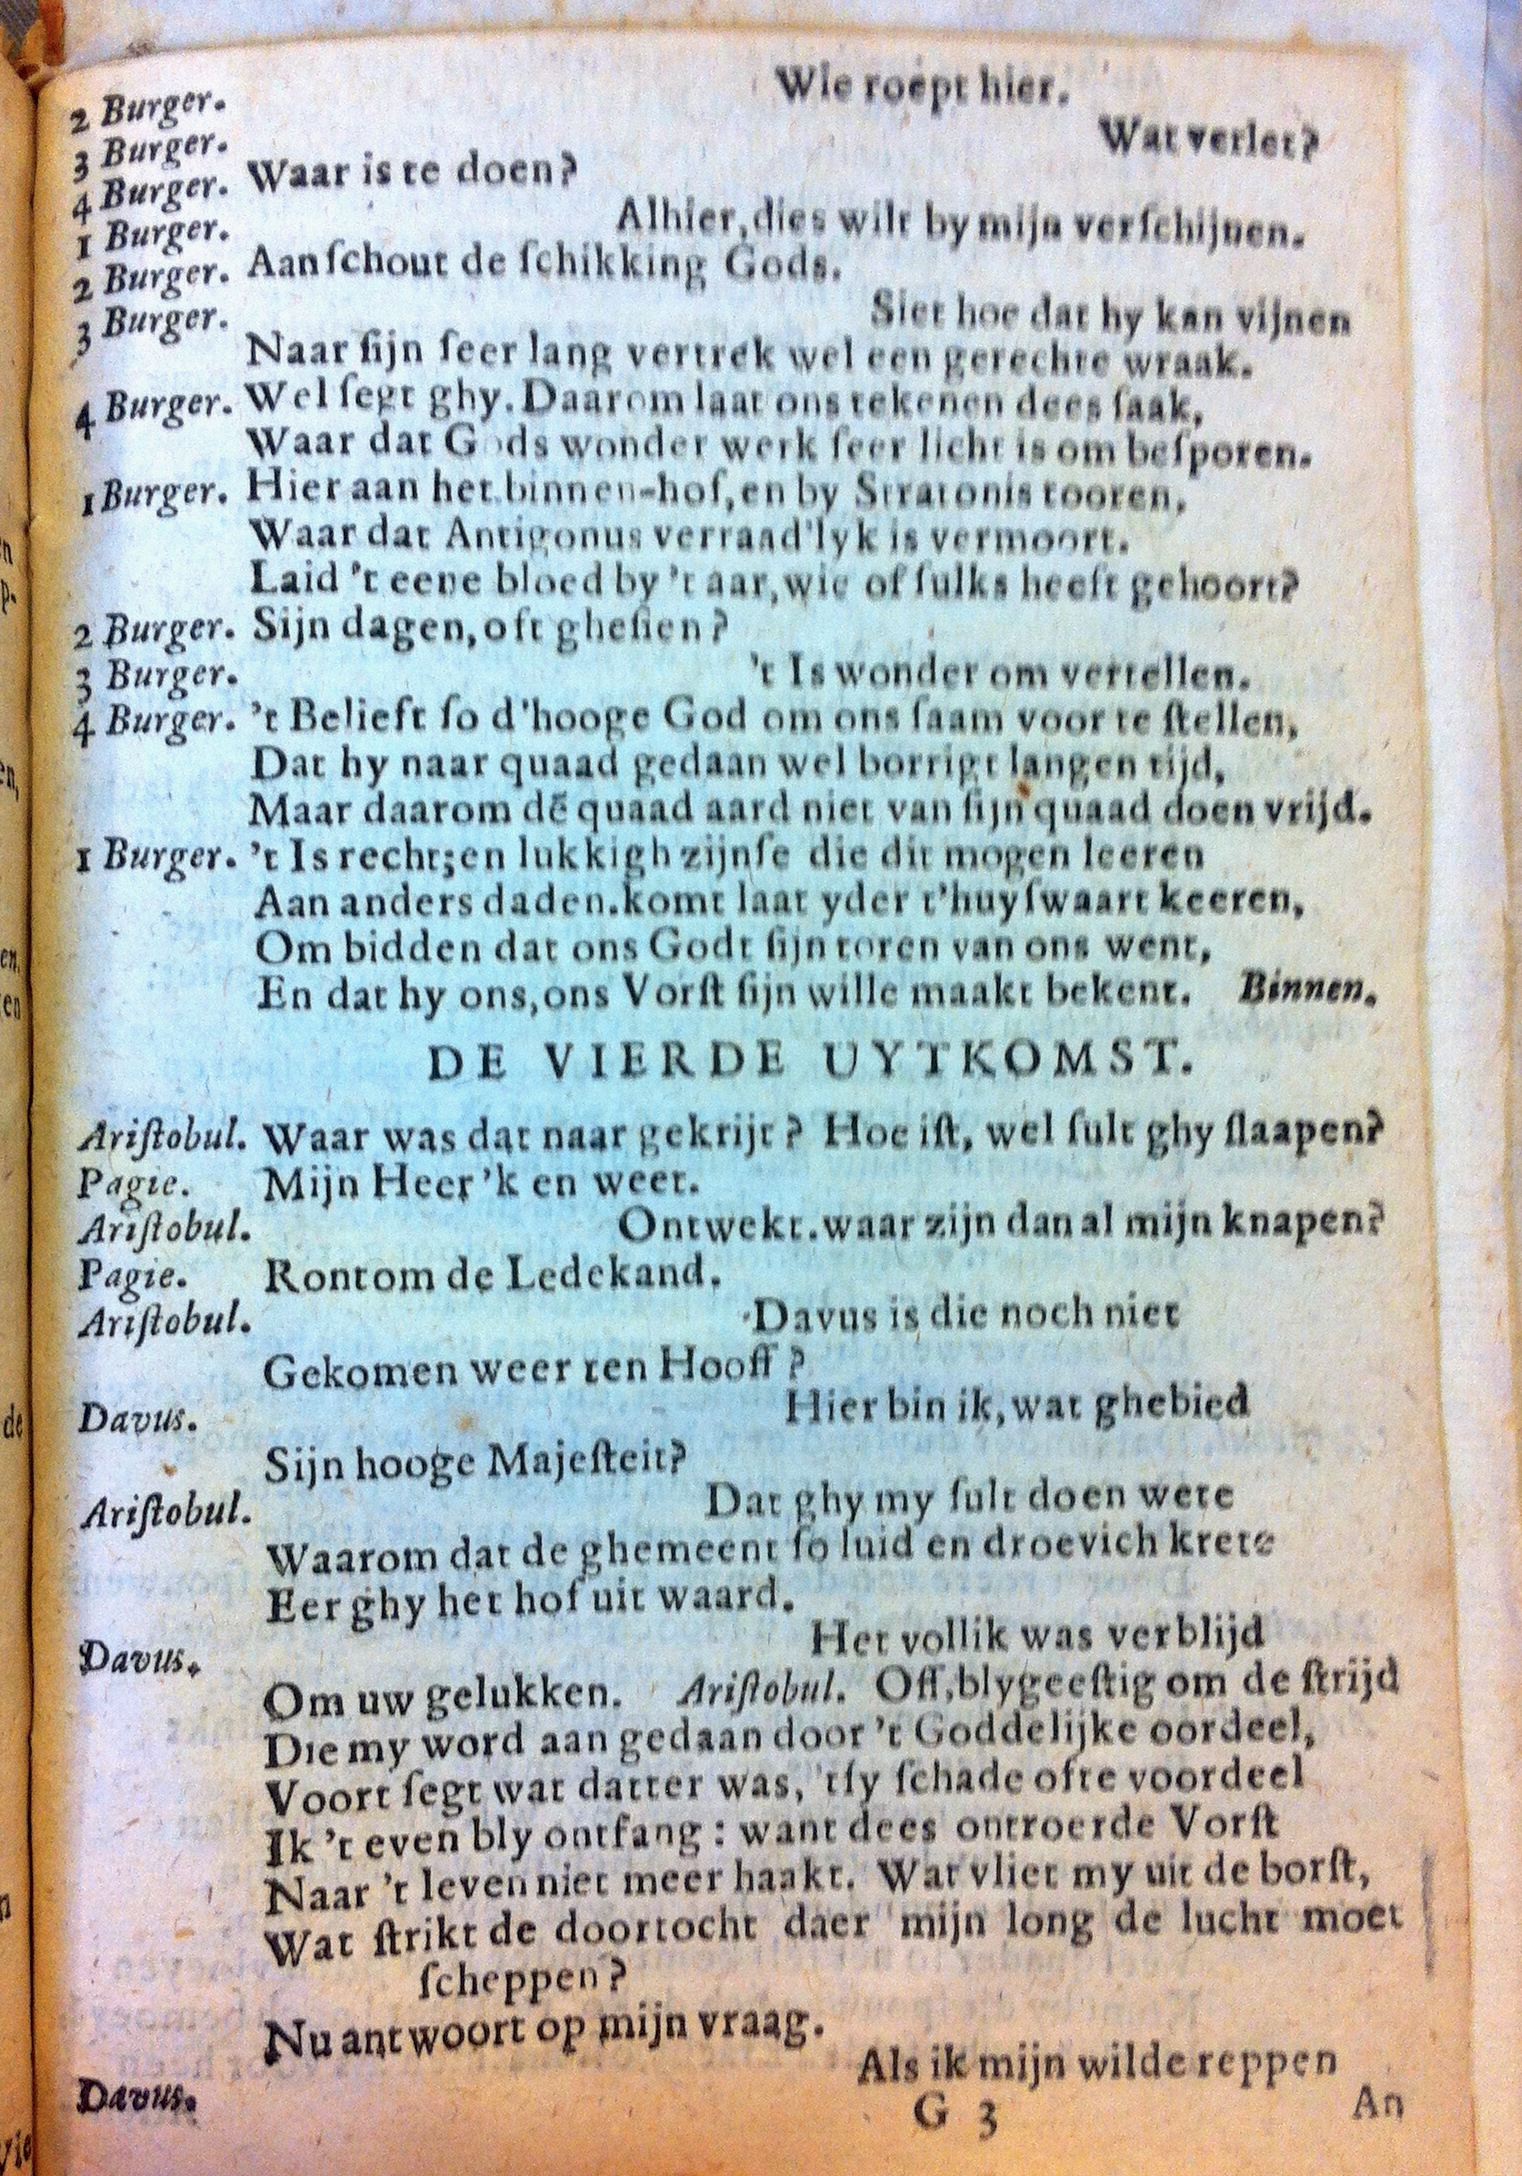 2 Burger. Wie roept hier.
3 Burger. Wat verlet?
4 Burger. Waar is te doen?
1 Burger. Alhier, dies wilt by mijn verſchijnen.
2 Burger. Aanſchout de ſchikking Gods.
3 Burger. Siet hoe dat hy kan vijnen
Naar ſijn ſeer lang vertrek wel een gerechte wraak.
4 Burger. Wel ſegt ghy. Daarom laat ons tekenen dees ſaak,
Waar dat Gods wonder werk ſeer licht is om beſporen.
1 Burger. Hier aan het binnen-hof, en by Stratonis tooren,
Waar dat Antigonus verraad'lyk is vermoort.
Laid 't eene bloed by 't aar, wie of ſulks heeft gehoort?
2 Burger. Sijn dagen, oft gheſien?
3 Burger. 't Is wonder om vertellen.
4 Burger. 't Belieft ſo d'hooge God om ons ſaam voor te ſtellen,
Dat hy naar quaad gedaan wel borrigt langen tijd,
Maar daarom dẽ quaad aard niet van ſijn quaad doen vrijd.
1 Burger. 't Is recht; en lukkigh zijnſe die dit mogen leeren
Aan anders daden. komt laat yder t'huyſwaart keeren,
Om bidden dat ons Godt ſijn toren van ons went,
En dat hy ons, ons Vorſt ſijn wille maakt bekent. Binnen.
DE VIERDE UYTKOMST.
Ariſtobul. Waar was dat naar gekrijt? Hoe iſt, wel ſult ghy ſlaapen?
Pagie. Mijn Heer 'k en weet.
Ariſtobul. Ontwekt. waar zijn dan al mijn knapen?
Pagie. Rontom de Ledekand.
Ariſtobul. Davus is die noch niet
Gekomen weer ten Hooff?
Davus. Hier bin ik, wat ghebied
Sijn hooge Majeſteit?
Ariſtobul. Dat ghy my ſult doen wete
Waarom dat de ghemeent ſo luid en droevich krete
Eer ghy het hof uit waard.
Davus. Het vollik was verblijd
Om uw gelukken. Ariſtobul. Off, blygeeſtig om de ſtrijd
Die my word aan gedaan door 't Goddelijke oordeel,
Voort ſegt wat datter was, 'tſy ſchade ofte voordeel
Ik 't even bly ontfang: want dees ontroerde Vorſt
Naar 't leven niet meer haakt. Wat vliet my uit de borſt,
Wat ſtrikt de doortocht daer mijn long de lucht moet
ſcheppen?
Nu antwoort op mijn vraag.
Davus. Als ik mijn wilde reppen
G 3 An